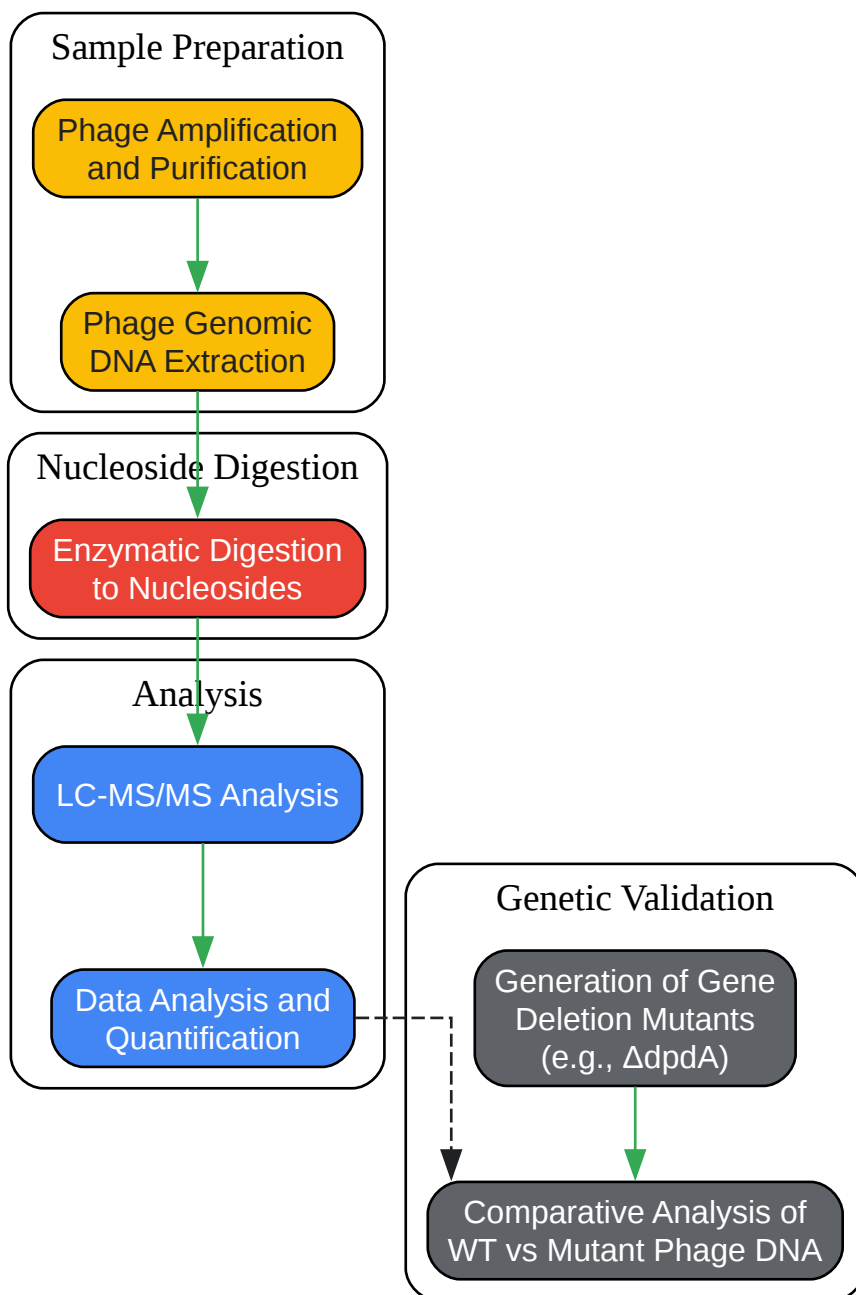 Sample Preparation
Phage Amplification
and Purification
Phage Genomic
DNA Extraction
Nucleoside Digestion
Enzymatic Digestion
to Nucleosides
Analysis
LC-MS/MS Analysis
Data Analysis and
Quantification
Genetic Validation
Generation of Gene
Deletion Mutants
(e.g., ΔdpdA)
Comparative Analysis of
WT vs Mutant Phage DNA